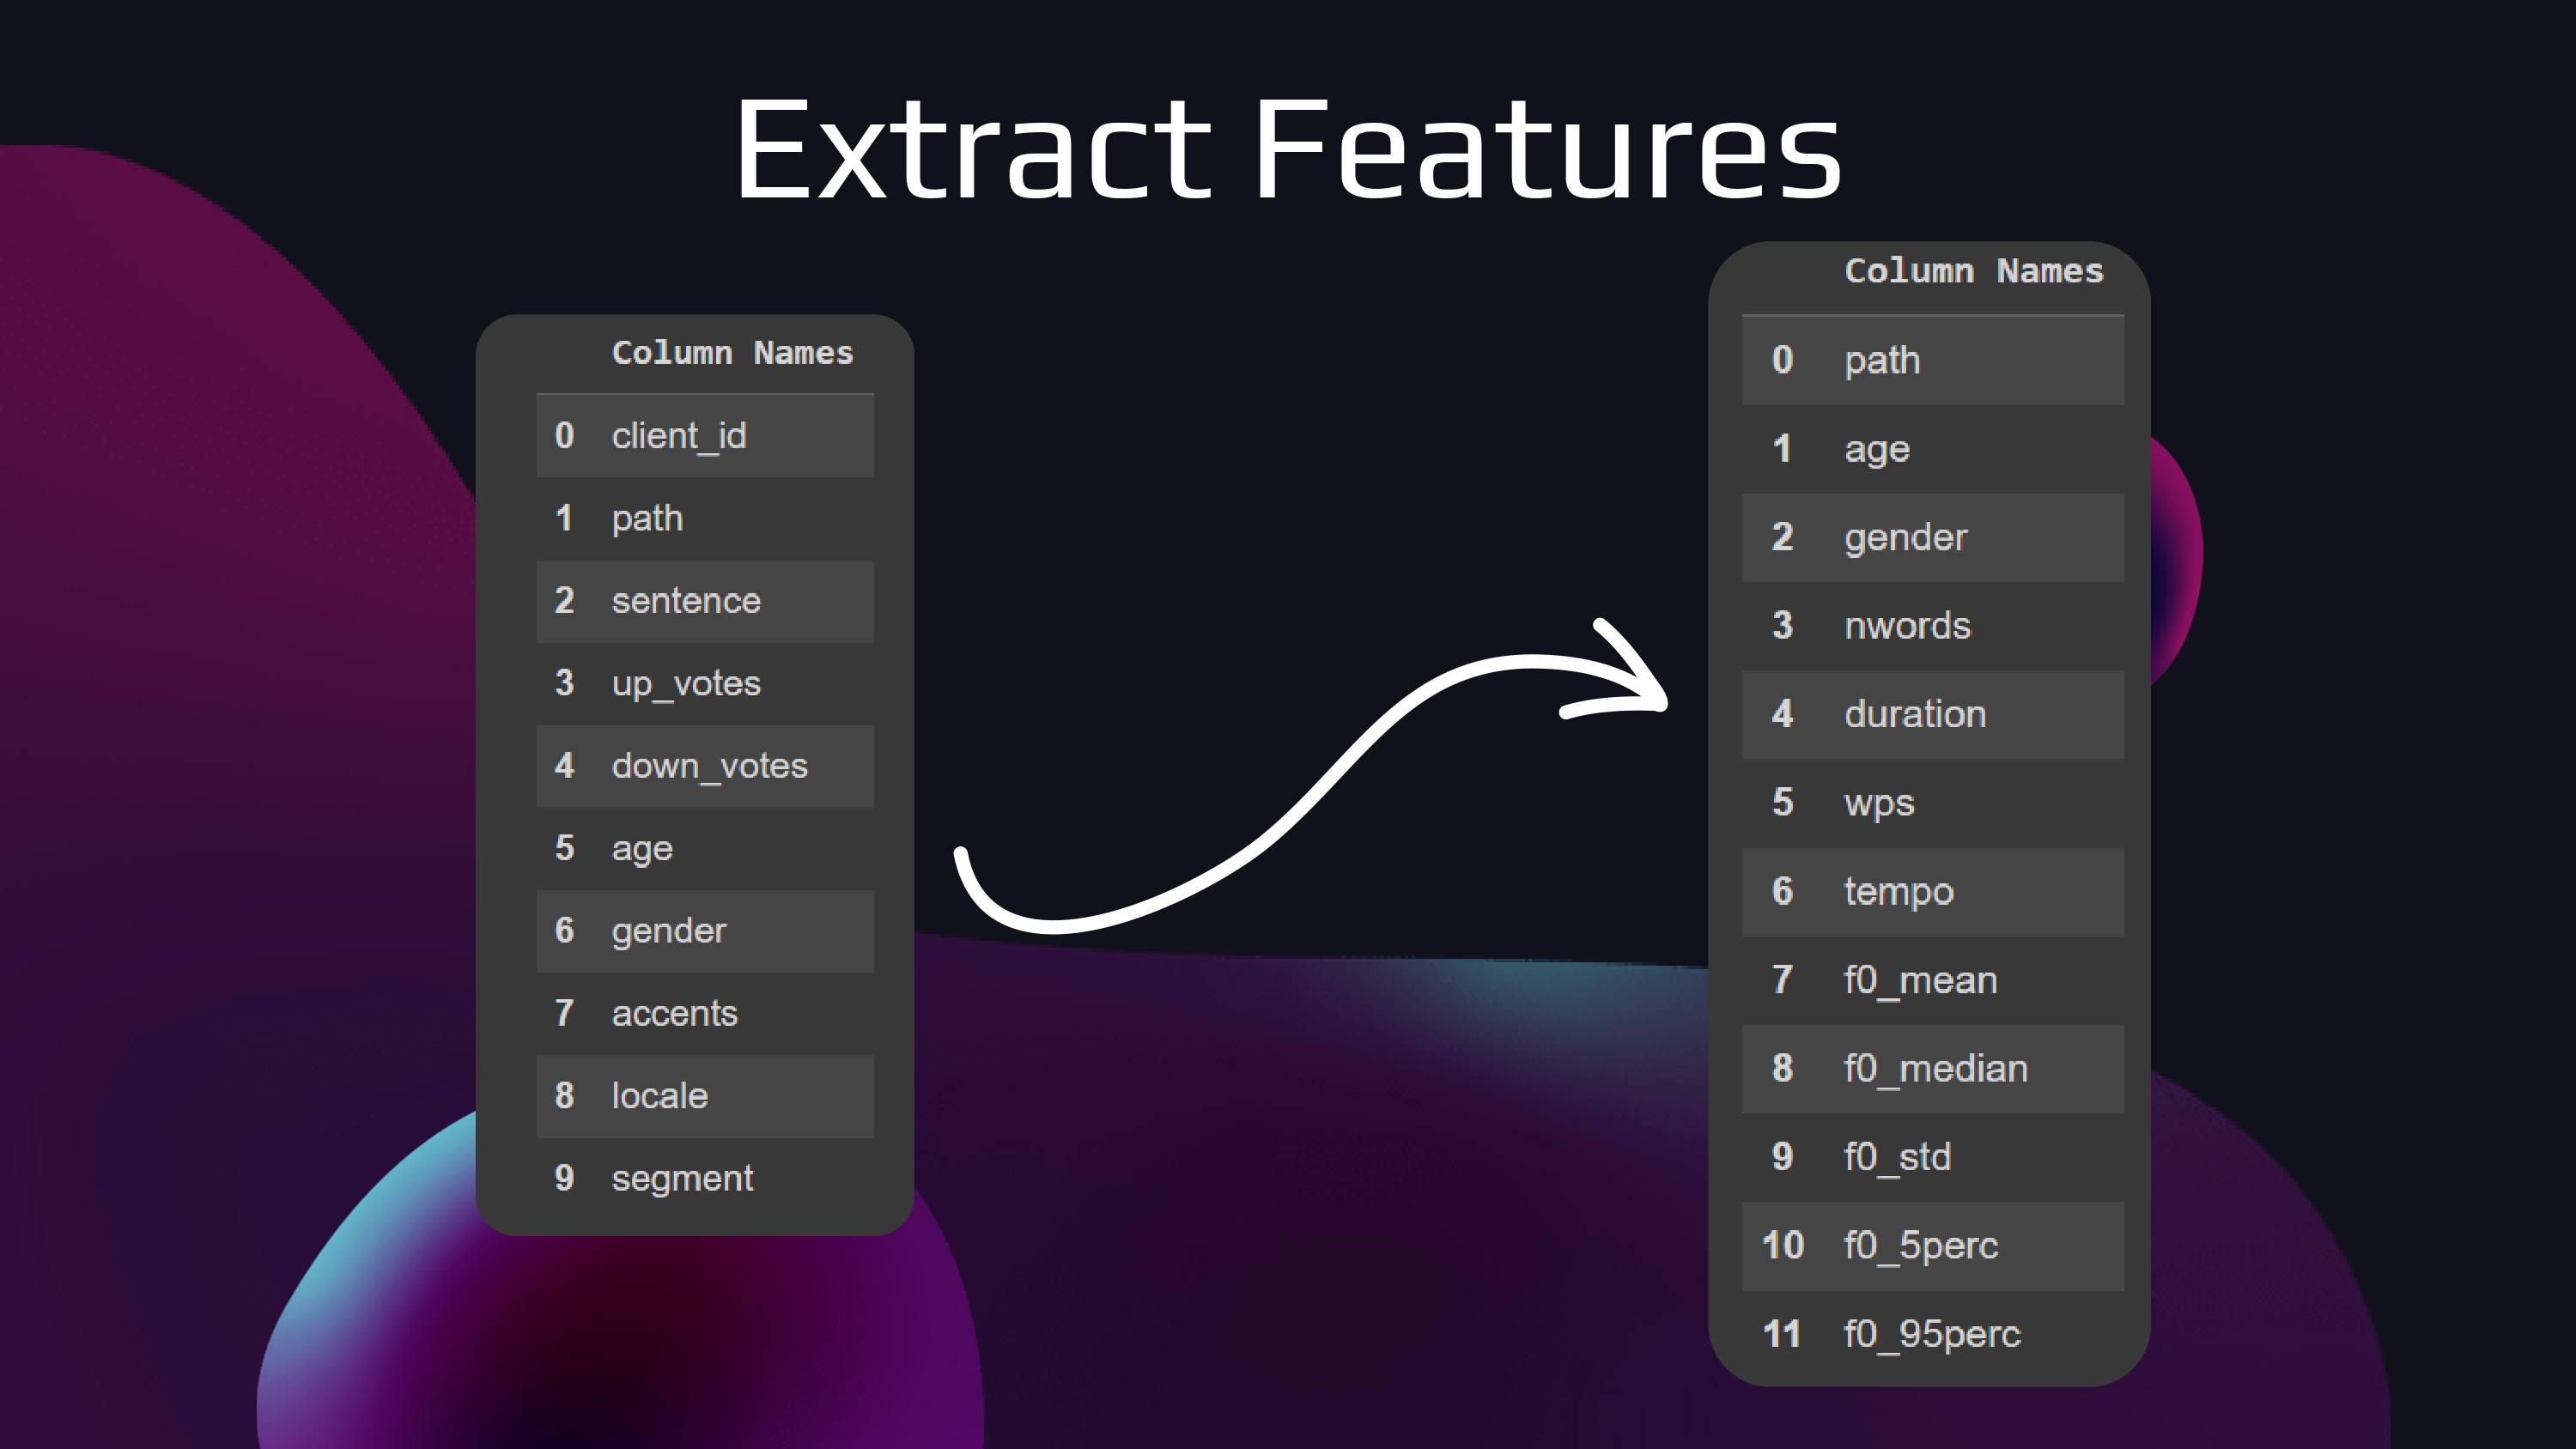 Extract Features
Column Names
0 client_id
1 path
2 sentence
3 up_votes
4 down_votes
5 age
6 gender
7 accents
8 locale
9 segment
Column Names
0 path
1 age
2 gender
3 nwords
4 duration
5 wps
6 tempo
7 f0_mean
8 f0_median
9 f0_std
10 f0_5perc
11 f0_95perc